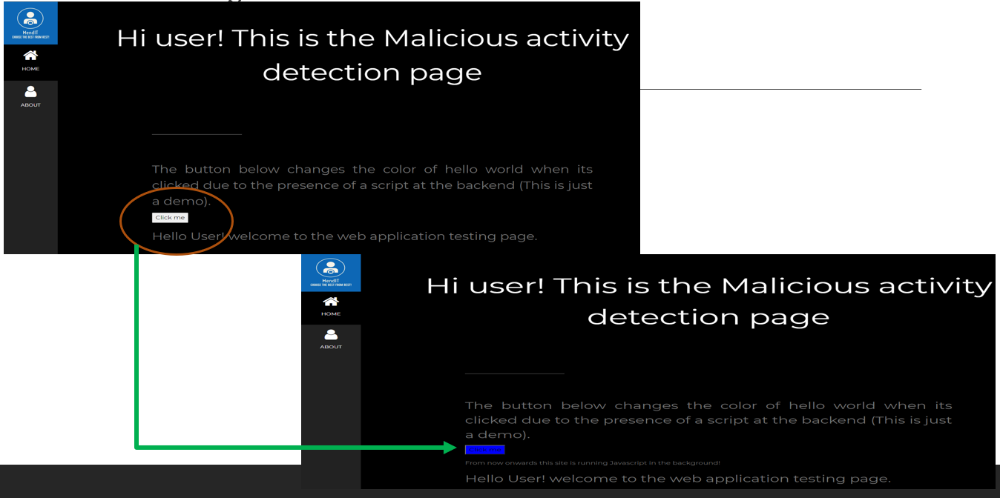 MendIT
CHOOSE THE BEST FROM BEST!
HOME
ABOUT
Hi user! This is the Malicious activity
detection page
The button below changes the color of hello world when its
clicked due to the presence of a script at the backend (This is just
a demo).
Click me
Hello User! welcome to the web application testing page.
MendIT
CHOOSE THE BEST FROM BEST!
HOME
ABOUT
Hi user! This is the Malicious activity
detection page
The button below changes the color of hello world when its
clicked due to the presence of a script at the backend (This is just
a demo).
Click me
From now onwards this site is running Javascript in the background!
Hello User! welcome to the web application testing page.